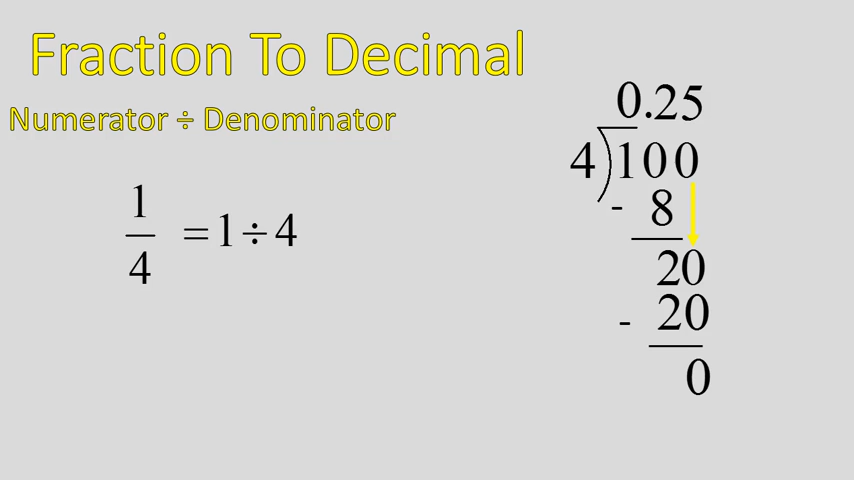 Fraction To Decimal
Numerator ÷ Denominator
1
4
= 1 ÷ 4
0.25
4)100
- 8
20
- 20
0